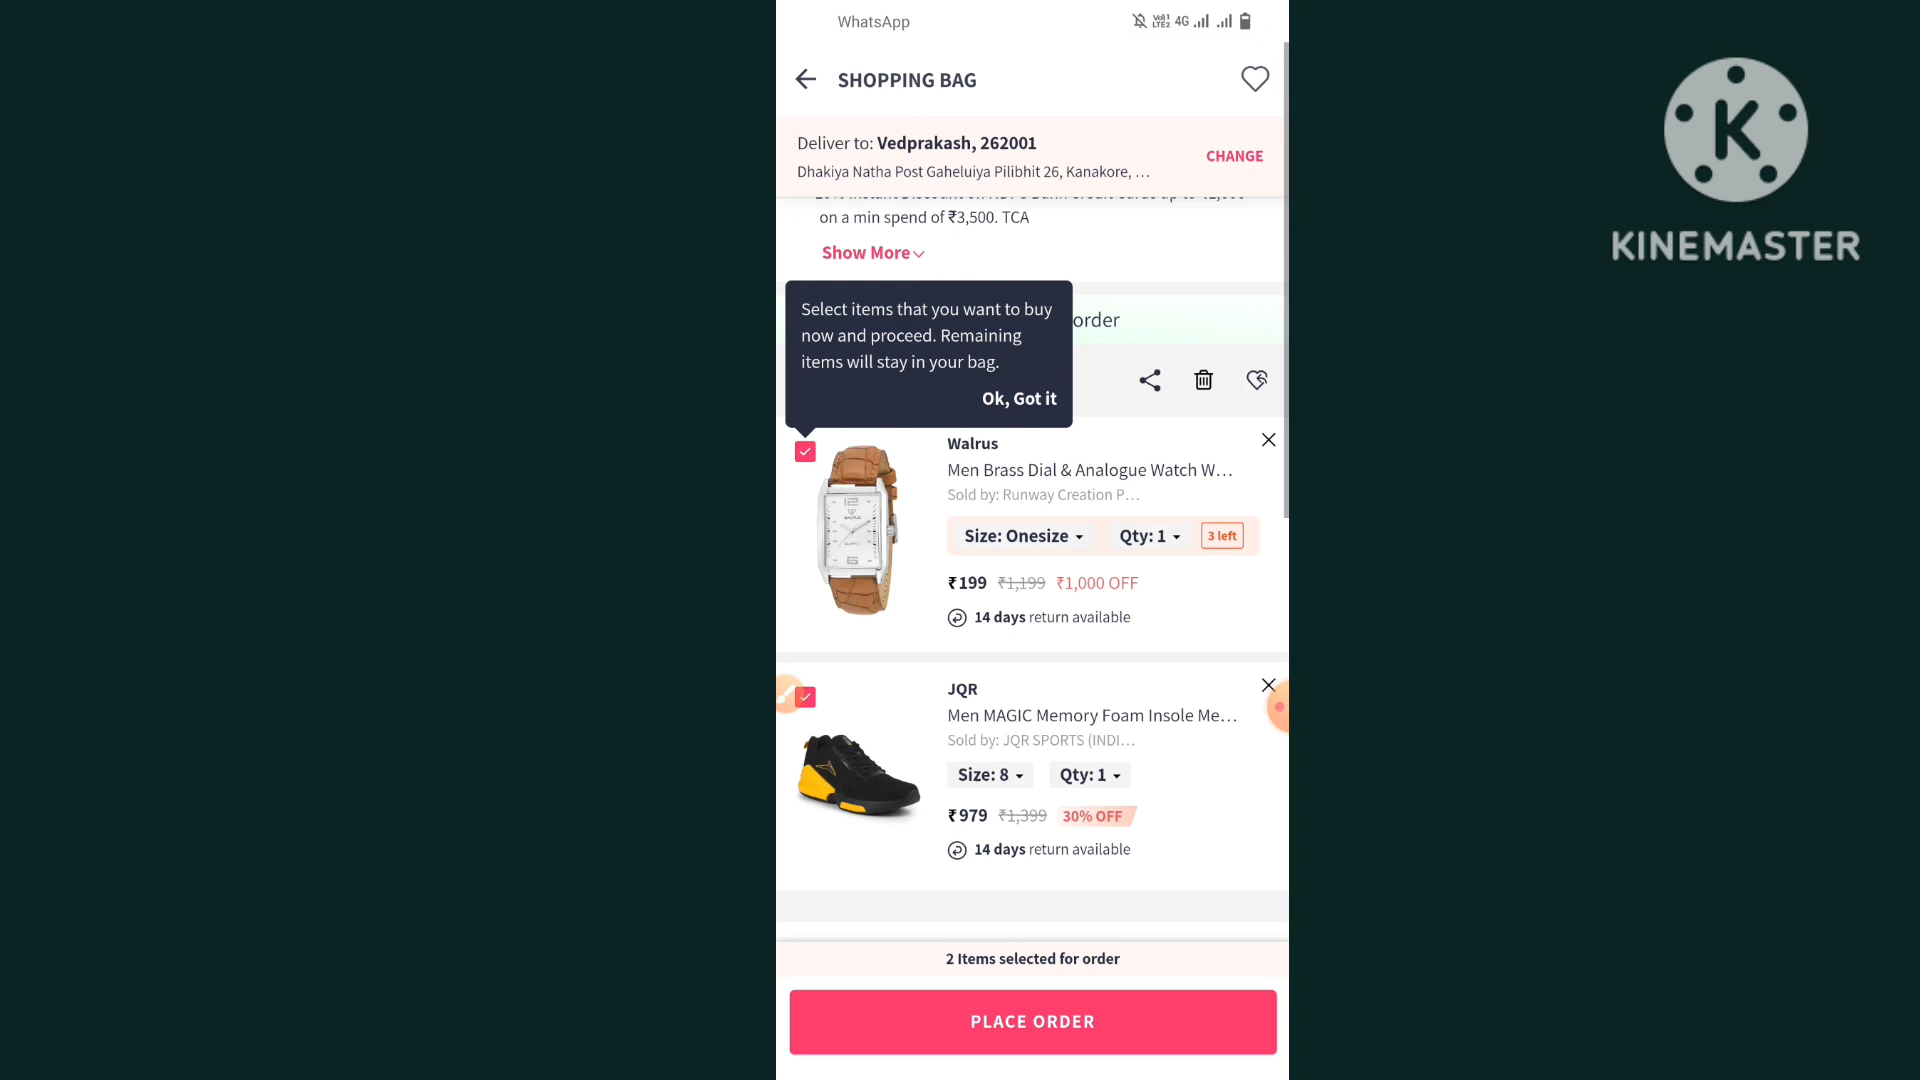 WhatsApp
4G
K
SHOPPING BAG
Deliver to: Vedprakash, 262001
CHANGE
Dhakiya Natha Post Gaheluiya Pilibhit 26, Kanakore, ...
KINEMASTER
on a min spend of ₹3,500. TCA
Show More
Select items that you want to buy
now and proceed. Remaining
items will stay in your bag.
Ok, Got it
order
Walrus
Men Brass Dial & Analogue Watch W...
Sold by: Runway Creation P...
Size: Onesize Qty: 1 3 left
₹199 ₹1,199 ₹1,000 OFF
14 days return available
JQR
Men MAGIC Memory Foam Insole Me...
Sold by: JQR SPORTS (INDI...
Size: 8 Qty: 1
₹979 ₹1,399 30% OFF
14 days return available
2 Items selected for order
PLACE ORDER